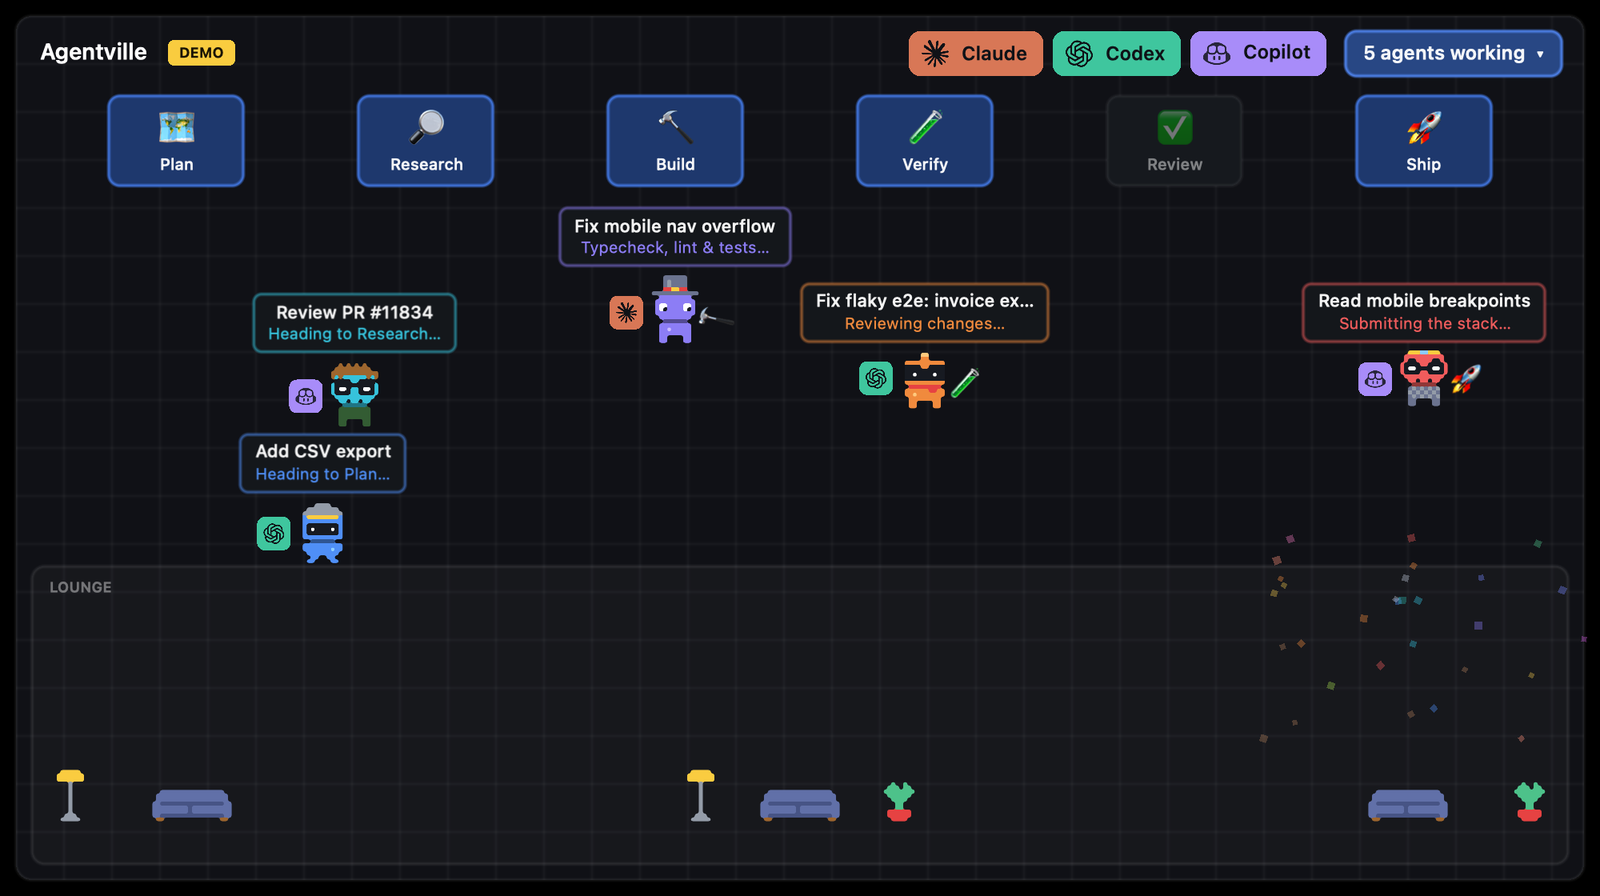 Agentville
DEMO
Claude
Codex
Copilot
5 agents working
Plan
Research
Build
Verify
Review
Ship
Fix mobile nav overflow
Typecheck, lint & tests...
Review PR #11834
Heading to Research...
Fix flaky e2e: invoice ex...
Reviewing changes...
Read mobile breakpoints
Submitting the stack...
Add CSV export
Heading to Plan...
LOUNGE